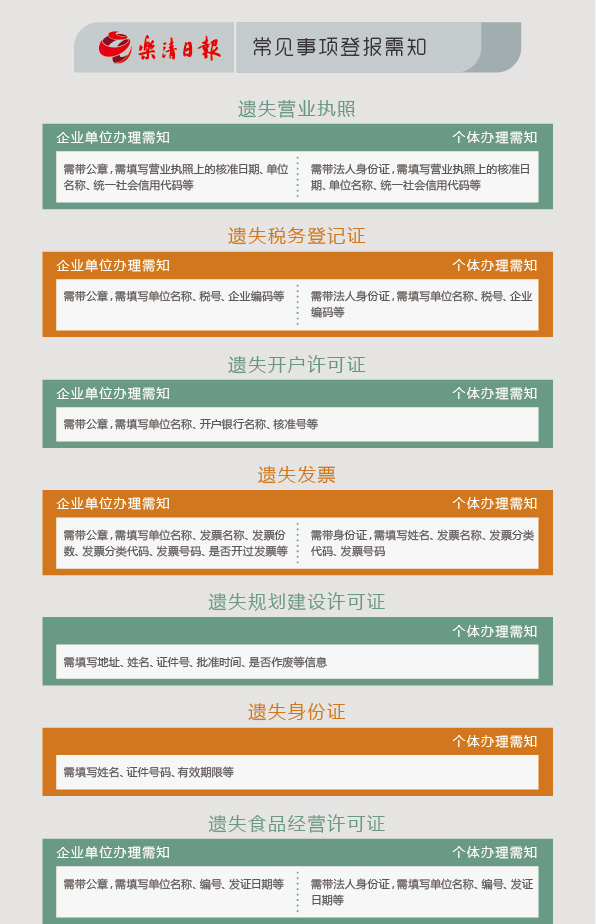 樂清日報 常见事项登报需知
遗失营业执照
企业单位办理需知 个体办理需知
需带公章,需填写营业执照上的核准日期、单位
名称、统一社会信用代码等
需带法人身份证,需填写营业执照上的核准日
期、单位名称、统一社会信用代码等
遗失税务登记证
企业单位办理需知 个体办理需知
需带公章,需填写单位名称、税号、企业编码等
需带法人身份证,需填写单位名称、税号、企业
编码等
遗失开户许可证
企业单位办理需知 个体办理需知
需带公章,需填写单位名称、开户银行名称、核准号等
遗失发票
企业单位办理需知 个体办理需知
需带公章,需填写单位名称、发票名称、发票份
数、发票分类代码、发票号码、是否开过发票等
需带身份证,需填写姓名、发票名称、发票分类
代码、发票号码
遗失规划建设许可证
个体办理需知
需填写地址、姓名、证件号、批准时间、是否作废等信息
遗失身份证
个体办理需知
需填写姓名、证件号码、有效期限等
遗失食品经营许可证
企业单位办理需知 个体办理需知
需带公章,需填写单位名称、编号、发证日期等
需带法人身份证,需填写单位名称、编号、发证
日期等